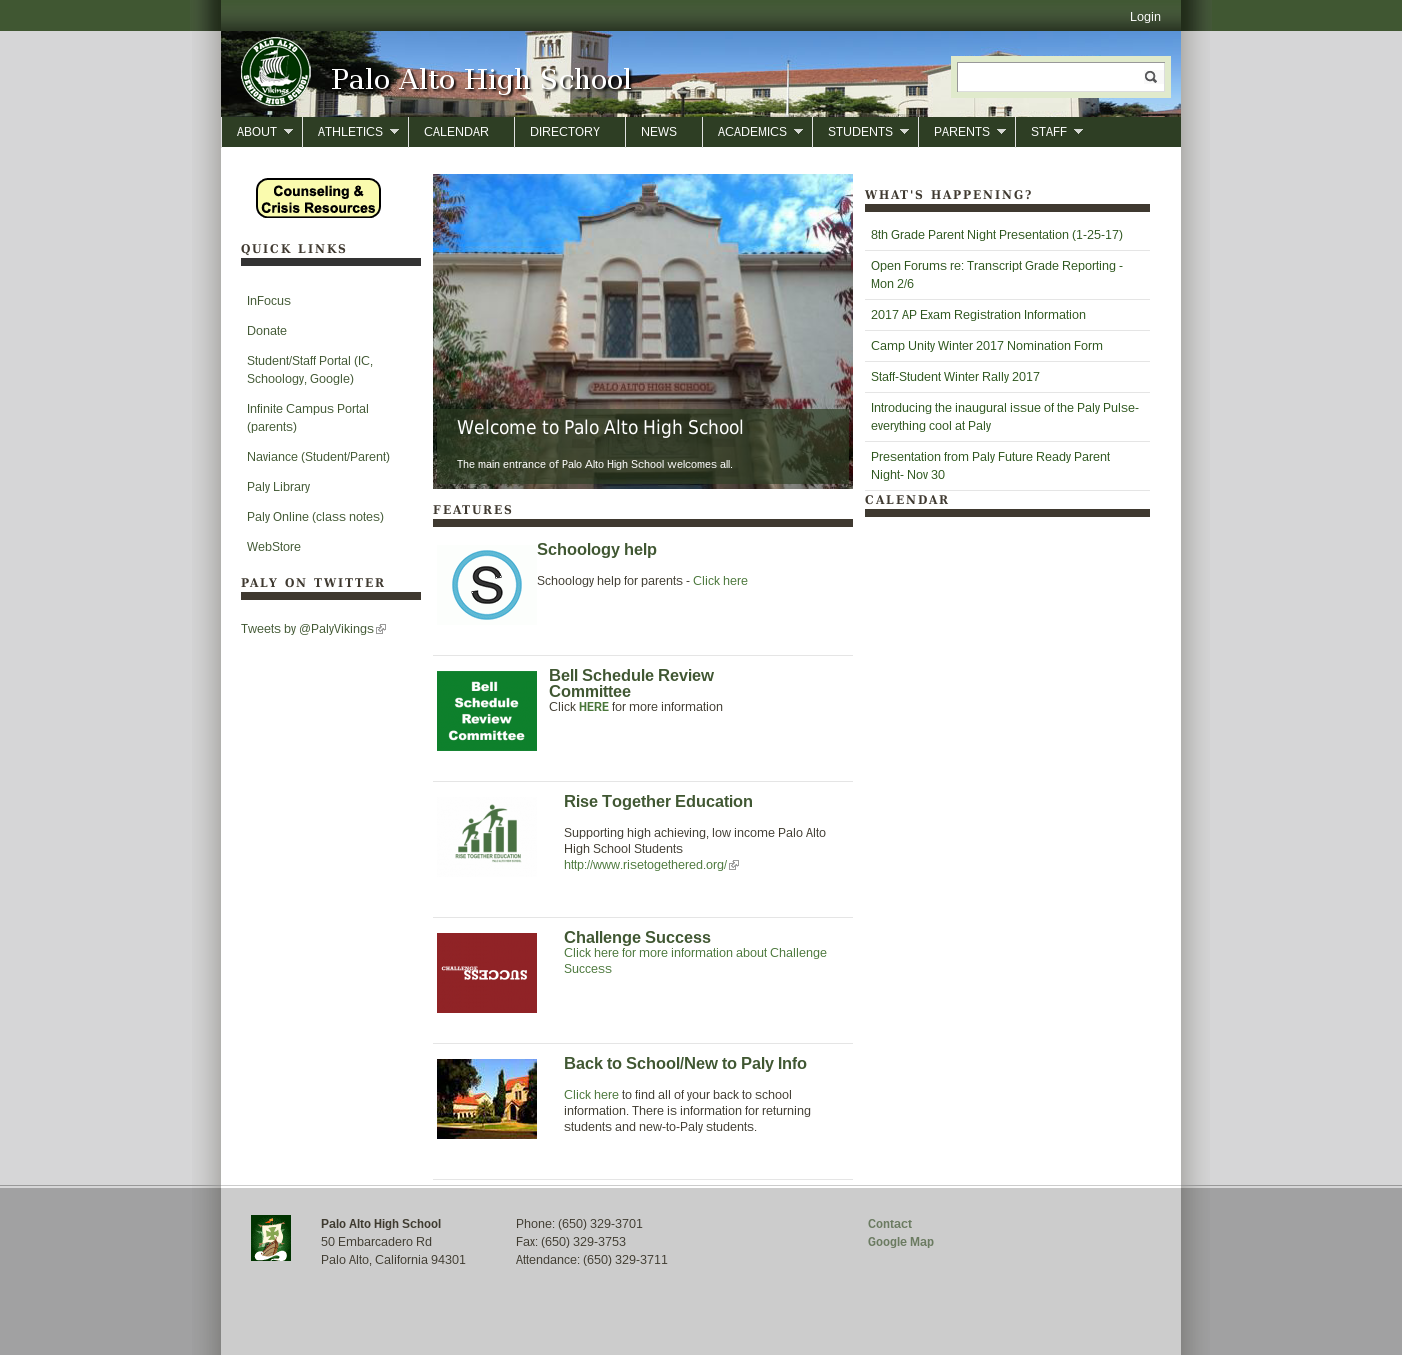 Login
PALO ALTO
Vikings
SENIOR HIGH SCHOOL
Palo Alto High School
ABOUT
ATHLETICS
CALENDAR
DIRECTORY
NEWS
ACADEMICS
STUDENTS
PARENTS
STAFF
Counseling &
Crisis Resources
QUICK LINKS
InFocus
Donate
Student/Staff Portal (IC,
Schoology, Google)
Infinite Campus Portal
(parents)
Naviance (Student/Parent)
Paly Library
Paly Online (class notes)
WebStore
PALY ON TWITTER
Tweets by @PalyVikings
PALO ALTO HIGH SCHOOL
Welcome to Palo Alto High School
The main entrance of Palo Alto High School welcomes all.
FEATURES
S
Schoology help
Schoology help for parents - Click here
Bell
Schedule
Review
Committee
Bell Schedule Review
Committee
Click HERE for more information
RISE TOGETHER EDUCATION
Rise Together Education
Supporting high achieving, low income Palo Alto
High School Students
http://www.risetogethered.org/
CHALLENGE
SUCCESS
Challenge Success
Click here for more information about Challenge
Success
Back to School/New to Paly Info
Click here to find all of your back to school
information. There is information for returning
students and new-to-Paly students.
WHAT'S HAPPENING?
8th Grade Parent Night Presentation (1-25-17)
Open Forums re: Transcript Grade Reporting -
Mon 2/6
2017 AP Exam Registration Information
Camp Unity Winter 2017 Nomination Form
Staff-Student Winter Rally 2017
Introducing the inaugural issue of the Paly Pulse-
everything cool at Paly
Presentation from Paly Future Ready Parent
Night- Nov 30
CALENDAR
Palo Alto High School
50 Embarcadero Rd
Palo Alto, California 94301
Phone: (650) 329-3701
Fax: (650) 329-3753
Attendance: (650) 329-3711
Contact
Google Map